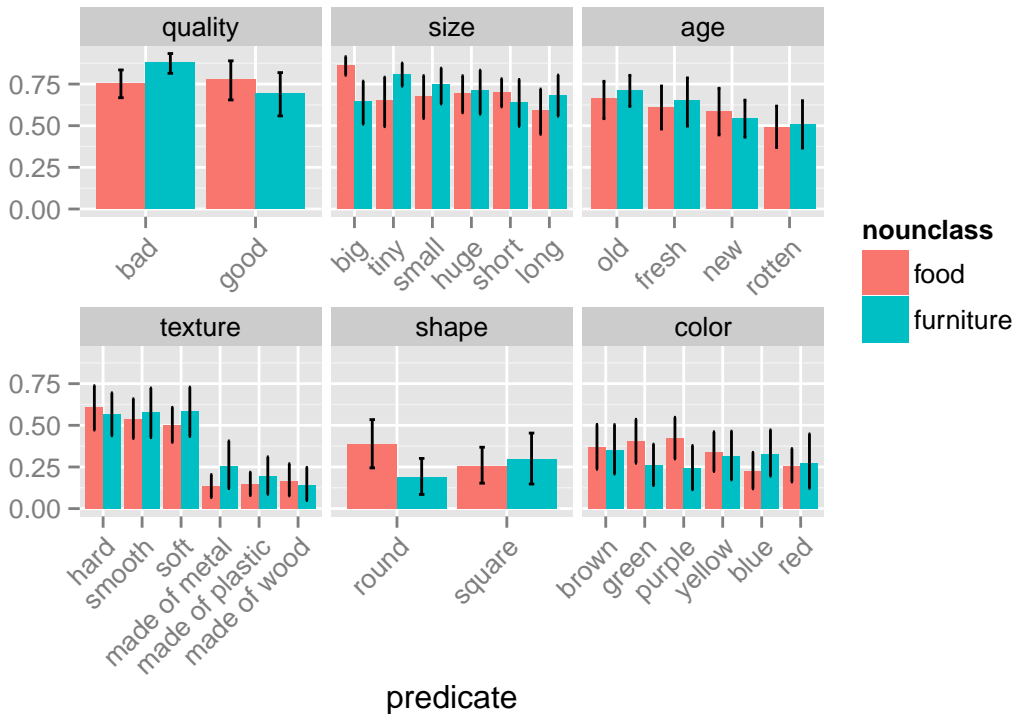 quality
size
age
0.75
0.50
0.25
0.00
bad
good
big
tiny
small
huge
short
long
old
fresh
new
rotten
nounclass
food
furniture
texture
shape
color
0.75
0.50
0.25
0.00
hard
smooth
soft
made of metal
made of plastic
made of wood
round
square
brown
green
purple
yellow
blue
red
predicate